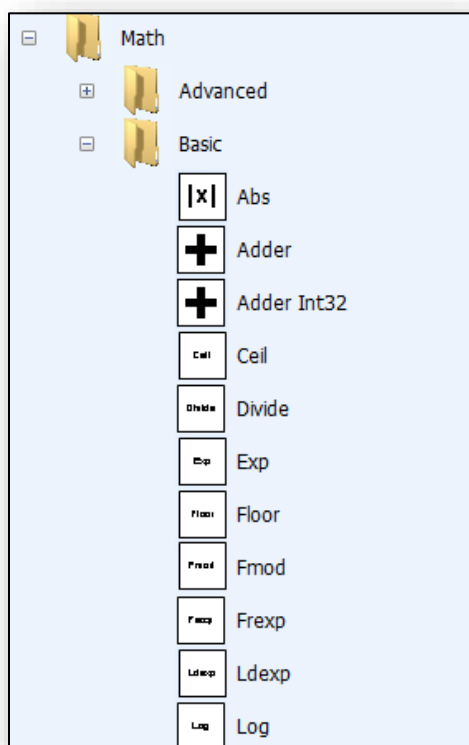 Math
Advanced
Basic
|x| Abs
Adder
Adder Int32
Ceil Ceil
Divide Divide
Exp Exp
Floor Floor
Fmod Fmod
Frexp Frexp
Ldexp Ldexp
Log Log